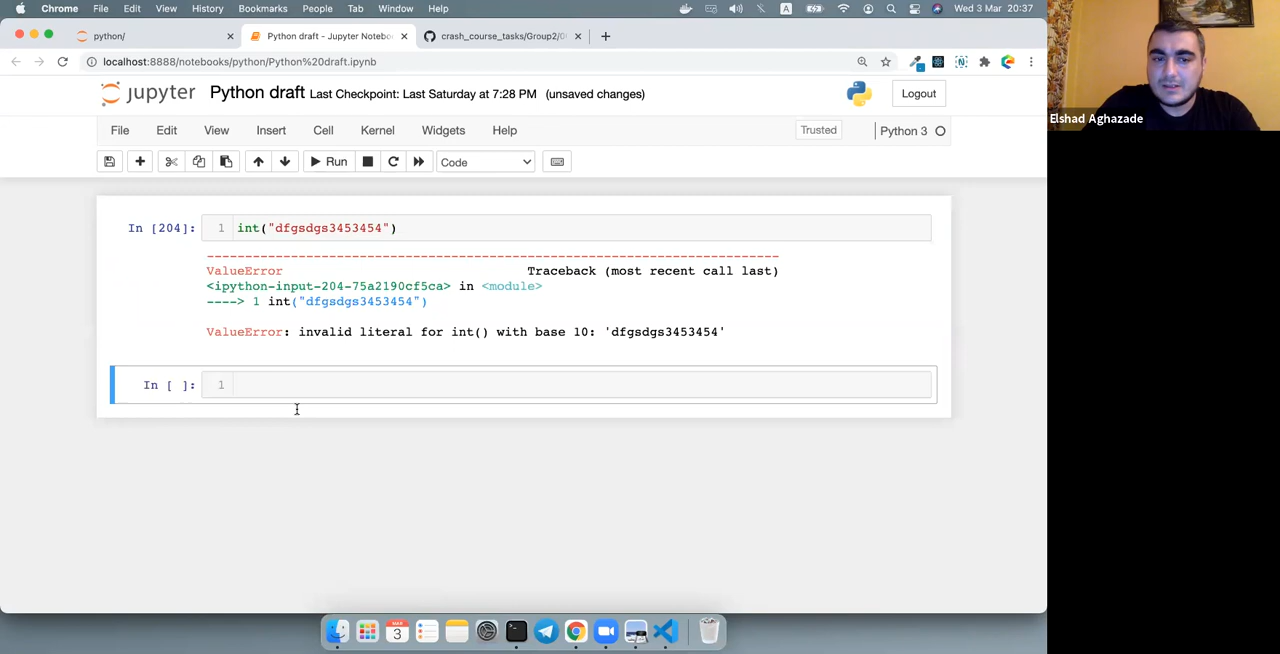 Chrome File Edit View History Bookmarks People Tab Window Help A Wed 3 Mar 20:37
python/ Python draft - Jupyter Noteboo crash_course_tasks/Group2/0
localhost:8888/notebooks/python/Python%20draft.ipynb
Elshad Aghazade
jupyter Python draft Last Checkpoint: Last Saturday at 7:28 PM (unsaved changes) Logout
File Edit View Insert Cell Kernel Widgets Help Trusted Python 3
Run Code
In [204]: 1 int("dfgsdgs3453454")
---------------------------------------------------------------------------
ValueError Traceback (most recent call last)
<ipython-input-204-75a2190cf5ca> in <module>
----> 1 int("dfgsdgs3453454")
ValueError: invalid literal for int() with base 10: 'dfgsdgs3453454'
In [ ]: 1
MAR
3